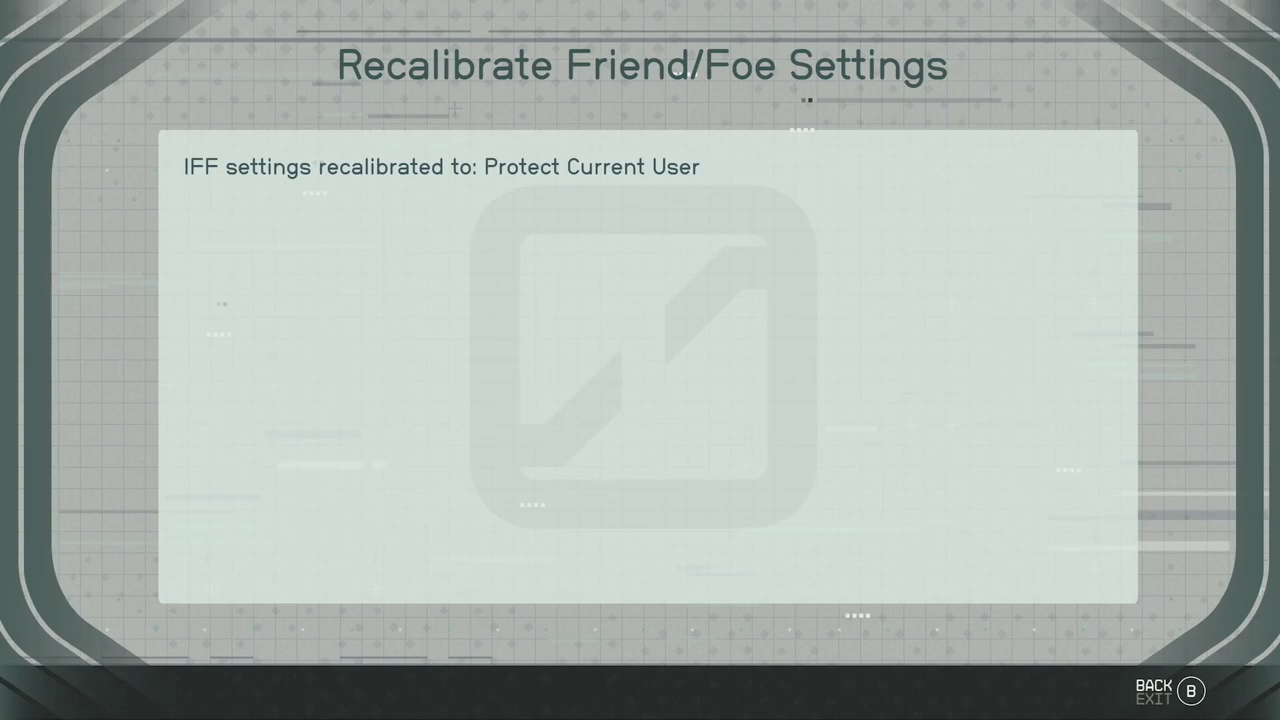 Recalibrate Friend/Foe Settings
IFF settings recalibrated to: Protect Current User
BACK
EXIT
B